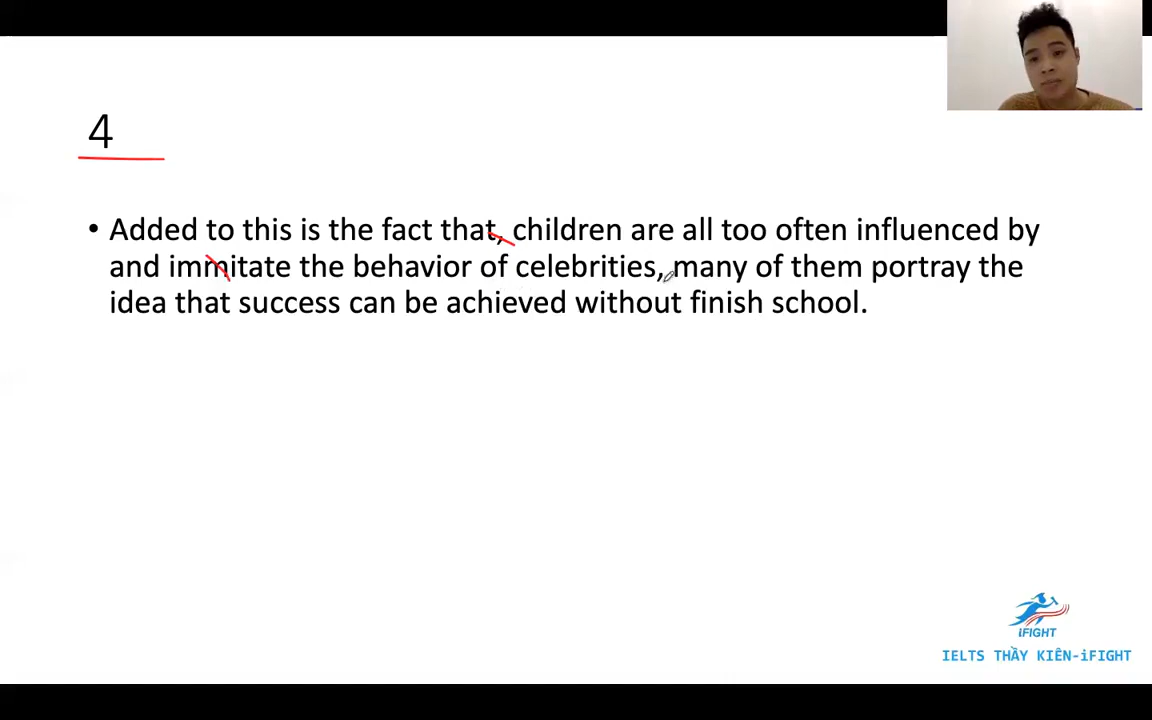 4
• Added to this is the fact that, children are all too often influenced by
and immitate the behavior of celebrities, many of them portray the
idea that success can be achieved without finish school.
iFIGHT
IELTS THẦY KIÊN-iFIGHT